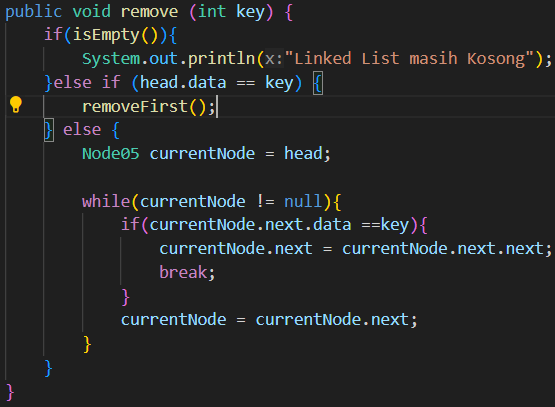 public void remove (int key) {
    if(isEmpty()){
        System.out.println(x:"Linked List masih Kosong");
    }else if (head.data == key) {
        removeFirst();
    } else {
        Node05 currentNode = head;

        while(currentNode != null){
            if(currentNode.next.data ==key){
                currentNode.next = currentNode.next.next;
                break;
            }
            currentNode = currentNode.next;
        }
    }
}